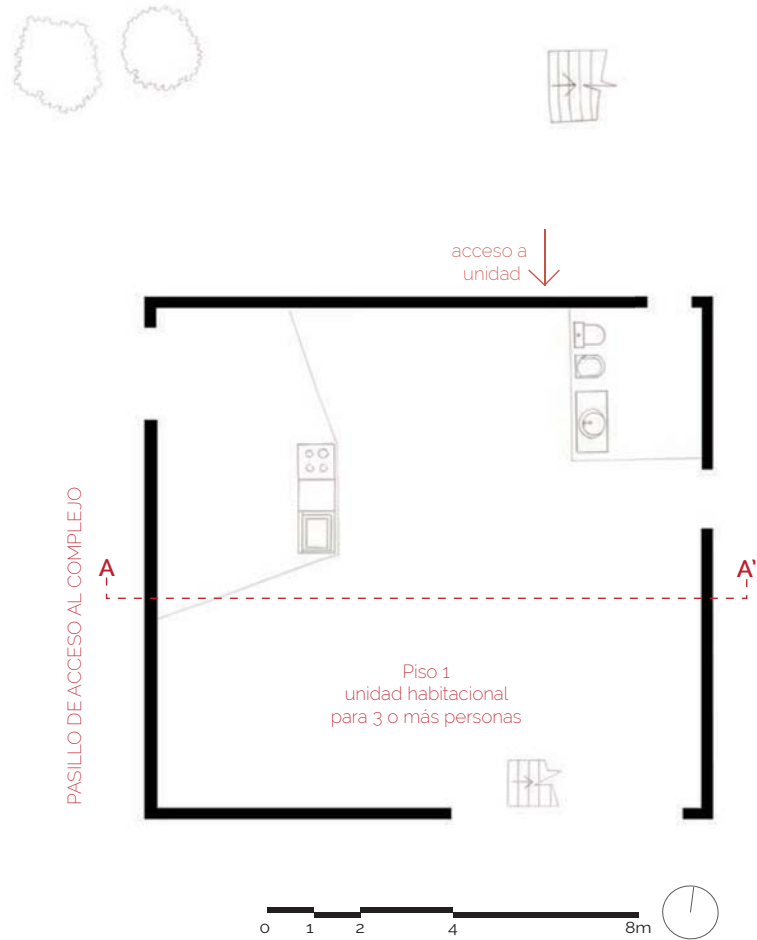 acceso a
unidad
PASILLO DE ACCESO AL COMPLEJO
A
A'
Piso 1
unidad habitacional
para 3 o más personas
0 1 2 4 8m